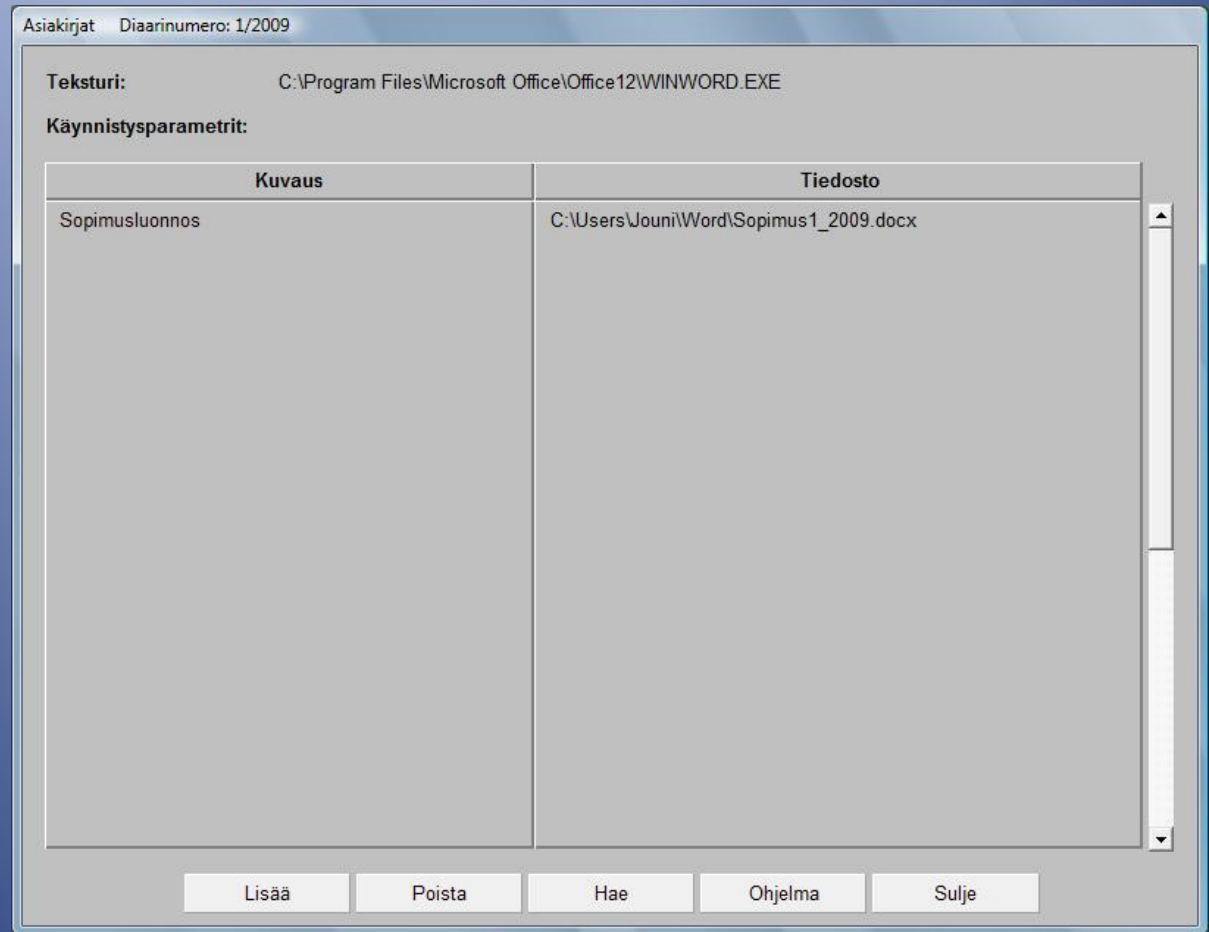 Asiakirjat Diaarinumero: 1/2009
Teksturi: C:\Program Files\Microsoft Office\Office12\WINWORD.EXE
Käynnistysparametrit:
Kuvaus Tiedosto
Sopimusluonnos C:\Users\Jouni\Word\Sopimus1_2009.docx
Lisää Poista Hae Ohjelma Sulje